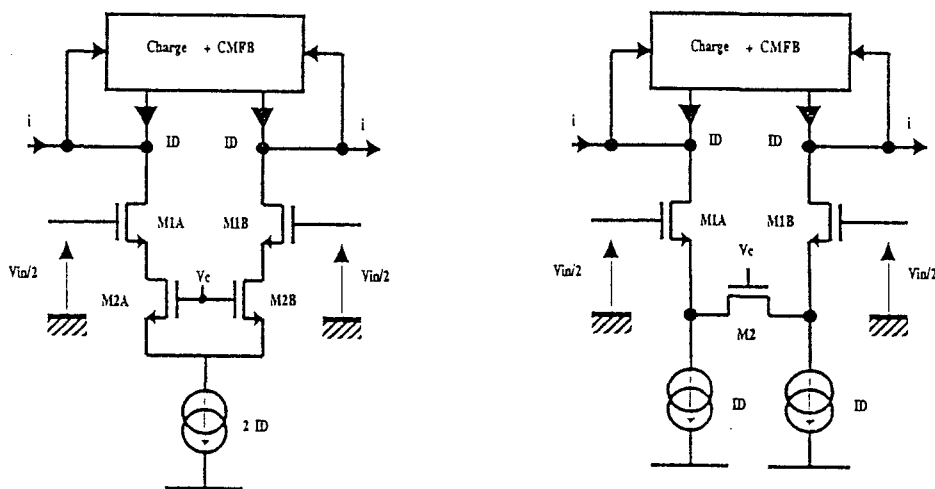 Charge + CMFB
i
ID
ID
i
M1A
M1B
Vin/2
Vc
Vin/2
M2A
M2B
2 ID
Charge + CMFB
i
ID
ID
i
M1A
M1B
Vc
Vin/2
Vin/2
M2
ID
ID